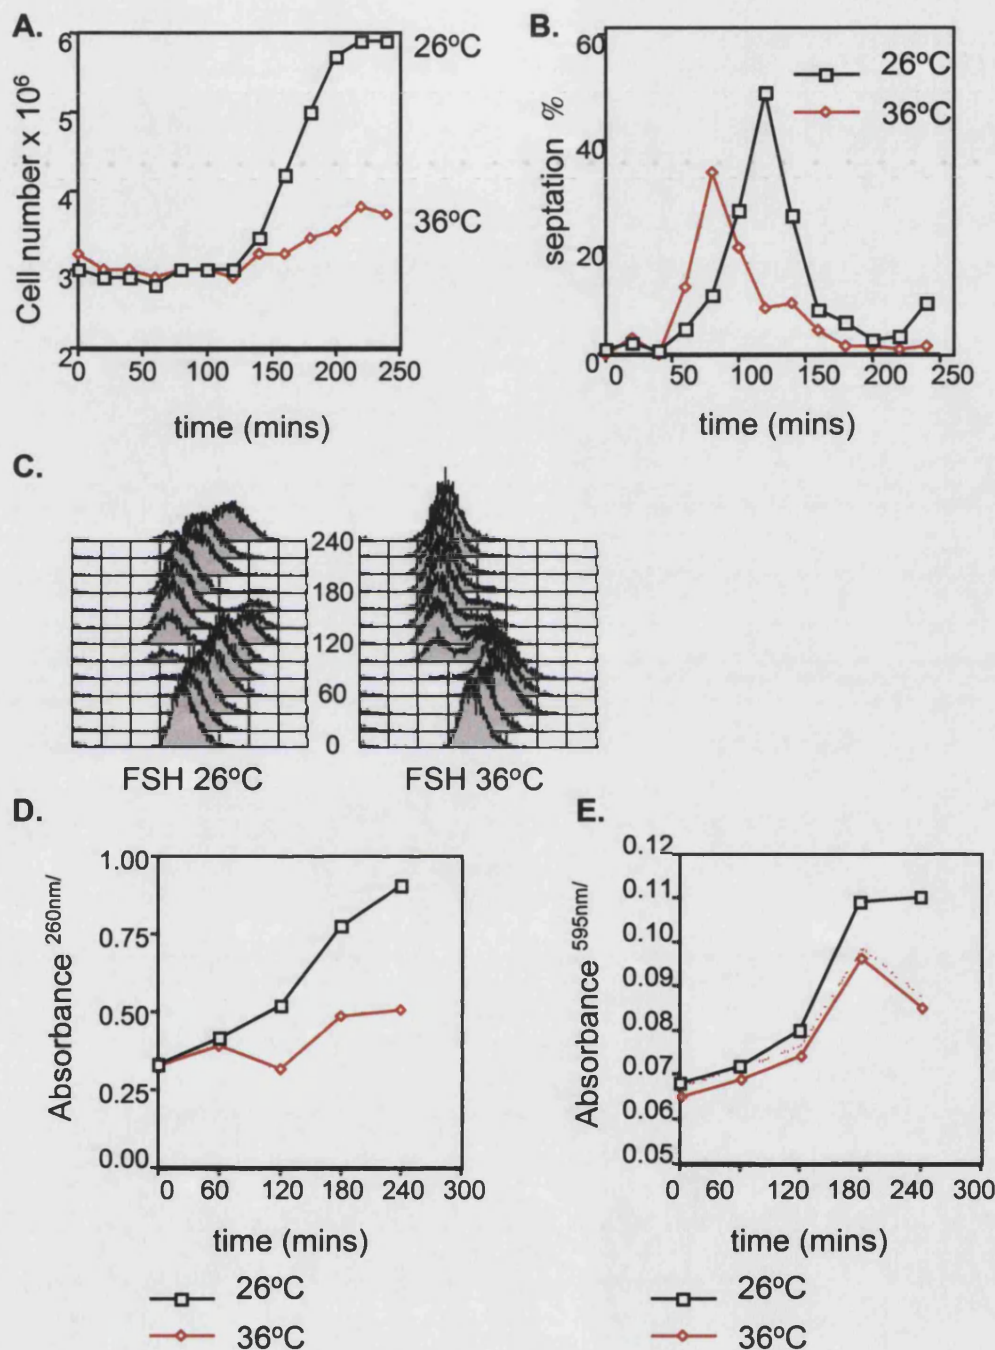 A.
6
5
4
3
2
Cell number x 10⁶
26ºC
36ºC
0 50 100 150 200 250
time (mins)
B.
60
40
20
0
septation %
26ºC
36ºC
0 50 100 150 200 250
time (mins)
C.
240
180
120
60
0
FSH 26ºC
FSH 36ºC
D.
1.00
0.75
0.50
0.25
0.00
Absorbance 260nm/
0 60 120 180 240 300
time (mins)
26ºC
36ºC
E.
0.12
0.11
0.10
0.09
0.08
0.07
0.06
0.05
Absorbance 595nm/
0 60 120 180 240 300
time (mins)
26ºC
36ºC